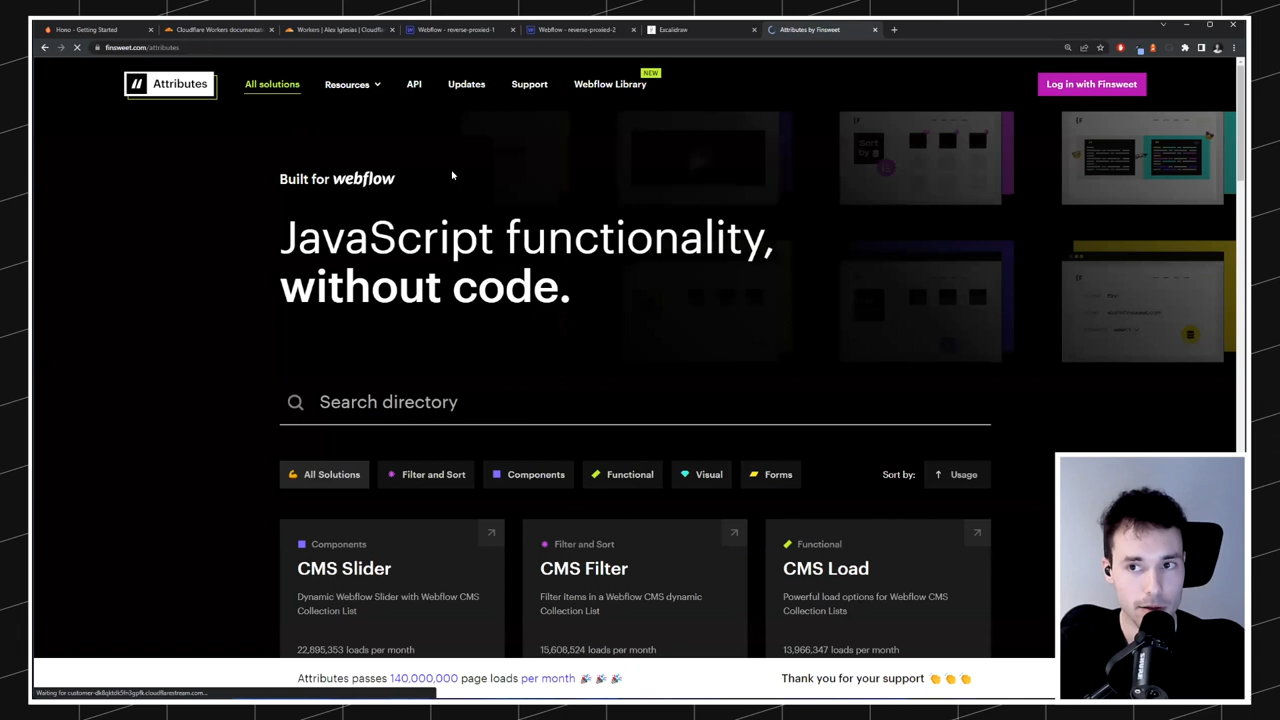 Hono - Getting Started
Cloudflare Workers documentat
Workers | Alex Iglesias | Cloudfl
Webflow - reverse-proxied-1
Webflow - reverse-proxied-2
Excalidraw
Attributes by Finsweet
finsweet.com/attributes
Attributes
All solutions
Resources
API
Updates
Support
Webflow Library
NEW
Log in with Finsweet
Built for webflow
JavaScript functionality,
without code.
Search directory
All Solutions
Filter and Sort
Components
Functional
Visual
Forms
Sort by:
Usage
Components
CMS Slider
Dynamic Webflow Slider with Webflow CMS
Collection List
22,895,353 loads per month
Filter and Sort
CMS Filter
Filter items in a Webflow CMS dynamic
Collection List
15,608,524 loads per month
Functional
CMS Load
Powerful load options for Webflow CMS
Collection Lists
13,966,347 loads per month
Attributes passes 140,000,000 page loads per month
Thank you for your support